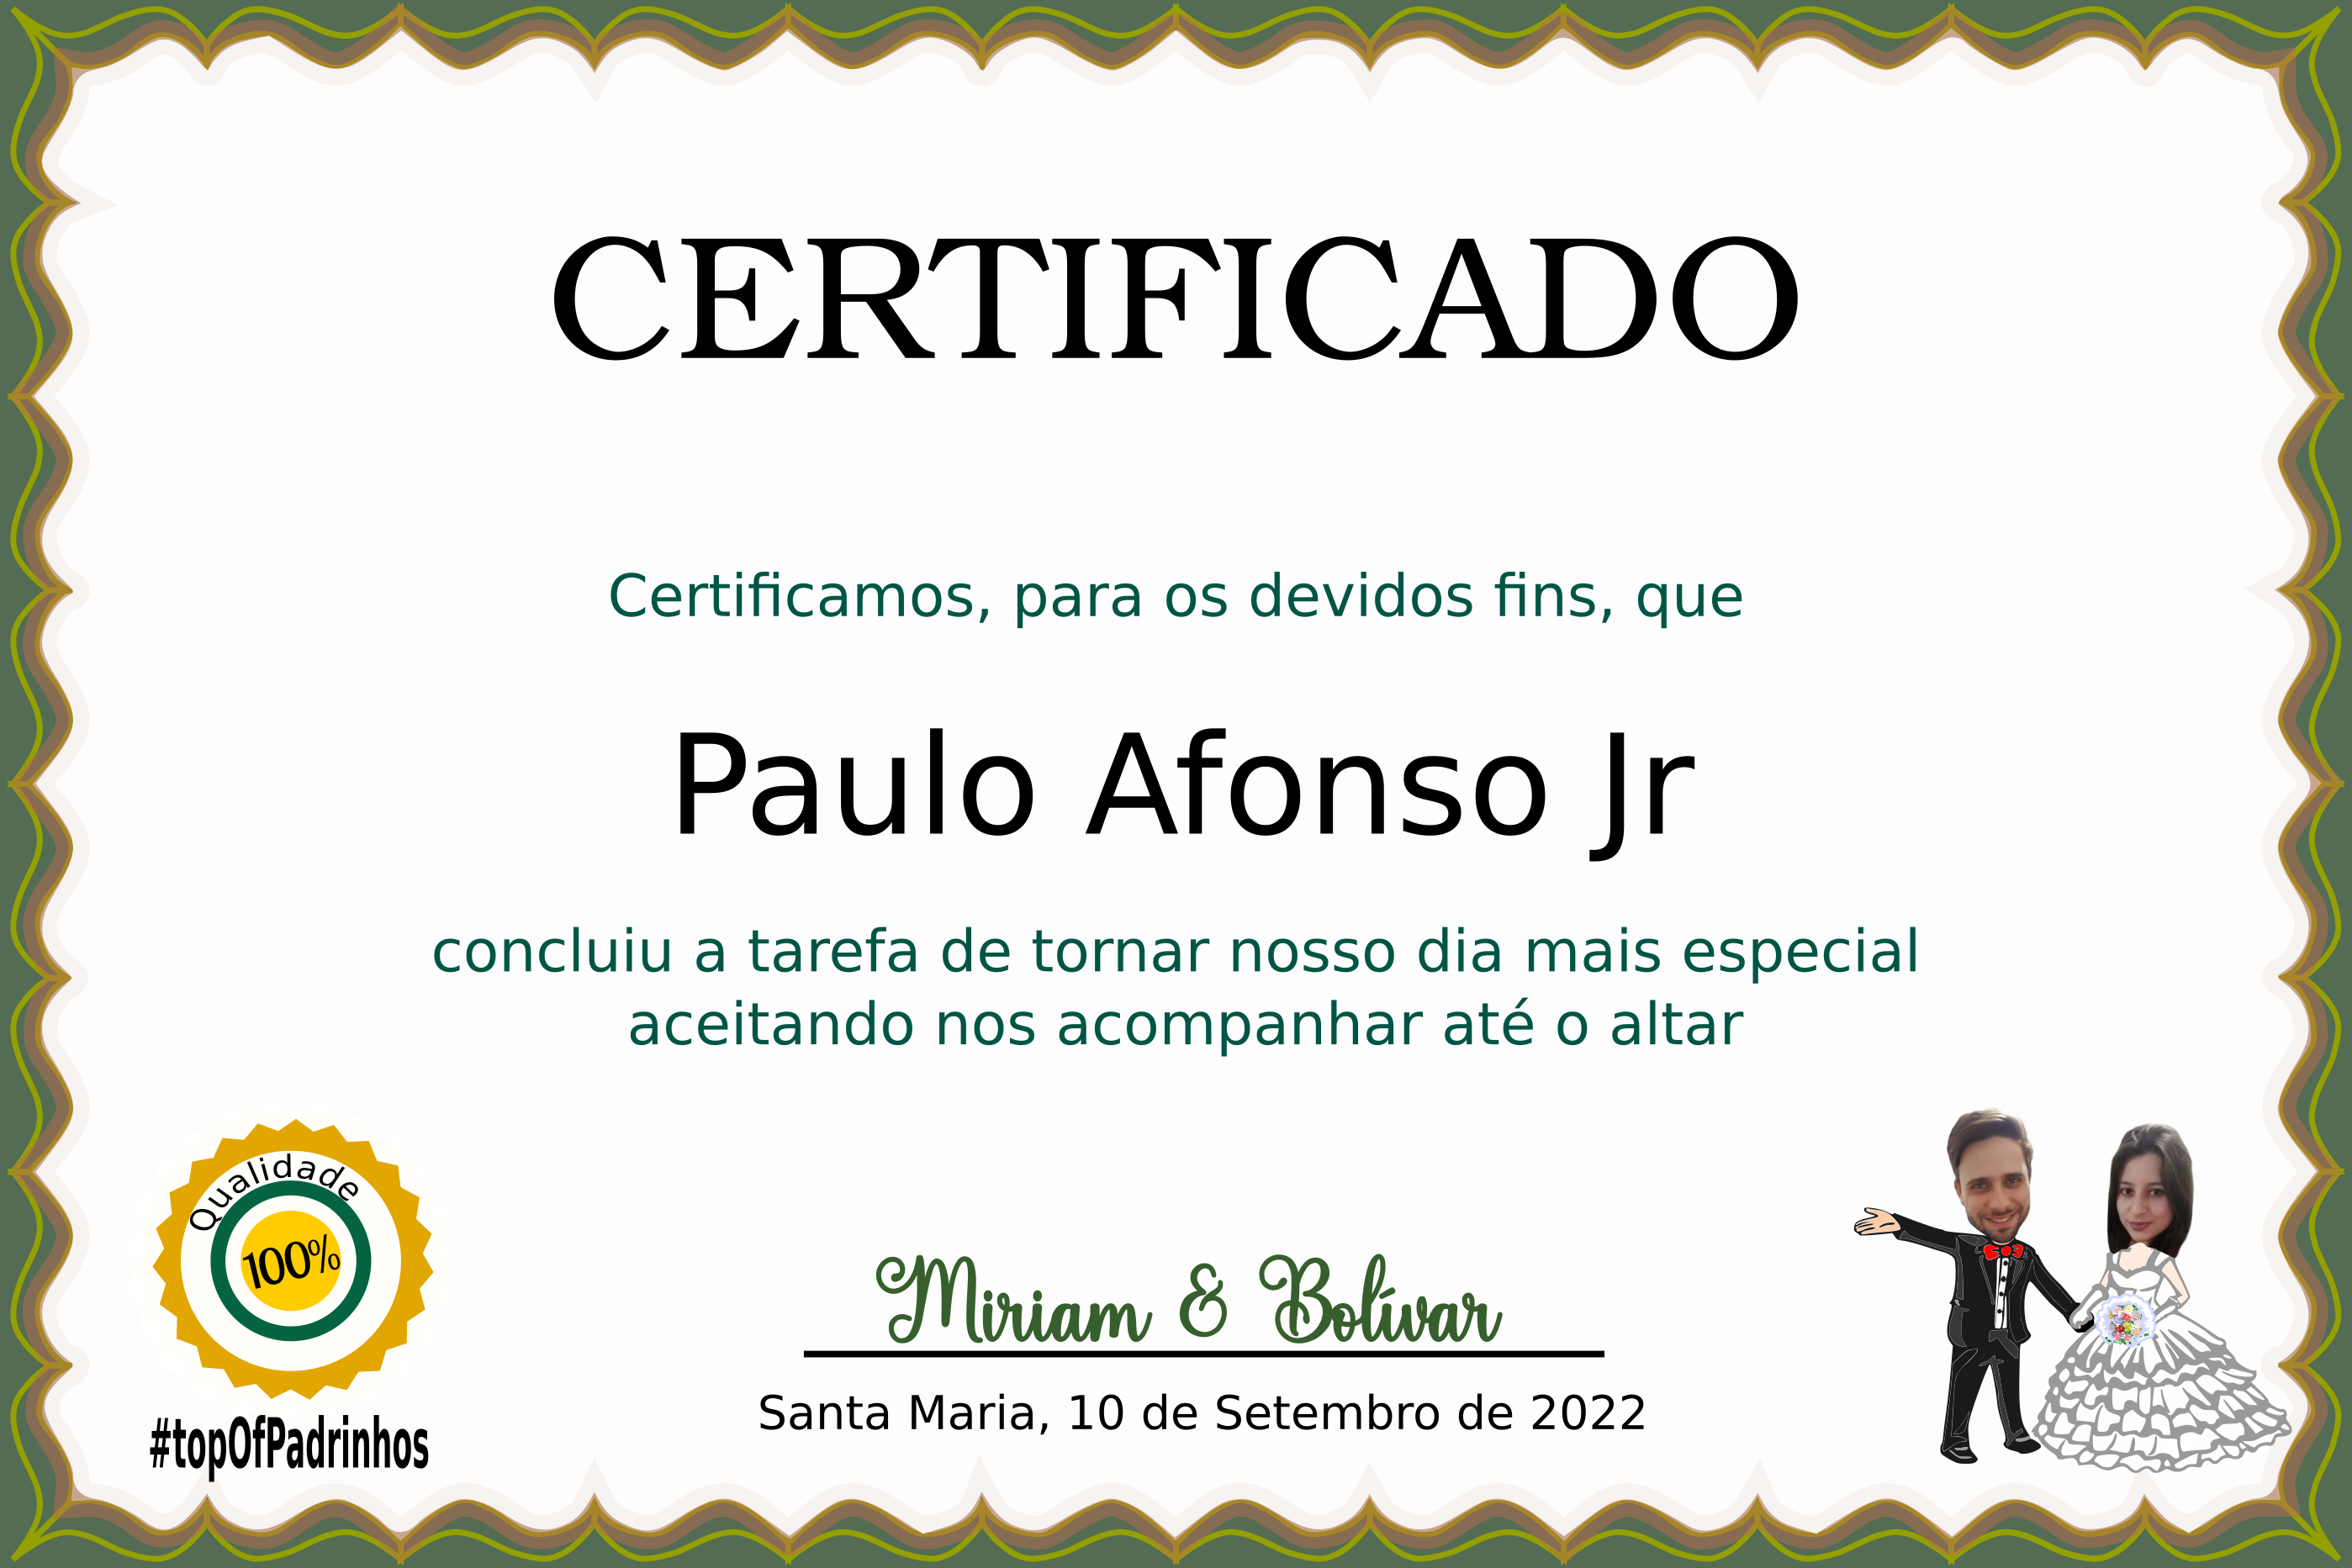 CERTIFICADO
Certificamos, para os devidos fins, que
Paulo Afonso Jr
concluiu a tarefa de tornar nosso dia mais especial
aceitando nos acompanhar até o altar
Qualidade
100%
#topOfPadrinhos
Miriam & Bolívar
Santa Maria, 10 de Setembro de 2022